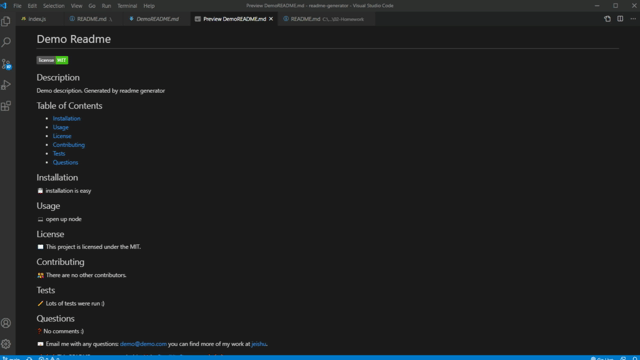 File Edit Selection View Go Run Terminal Help
Preview DemoREADME.md - readme-generator - Visual Studio Code
index.js README.md DemoREADME.md Preview DemoREADME.md README.md
Demo Readme
license MIT
Description
Demo description. Generated by readme generator
Table of Contents
Installation
Usage
License
Contributing
Tests
Questions
Installation
installation is easy
Usage
open up node
License
This project is licensed under the MIT.
Contributing
There are no other contributors.
Tests
Lots of tests were run :)
Questions
No comments :)
Email me with any questions: demo@demo.com you can find more of my work at jeishu.